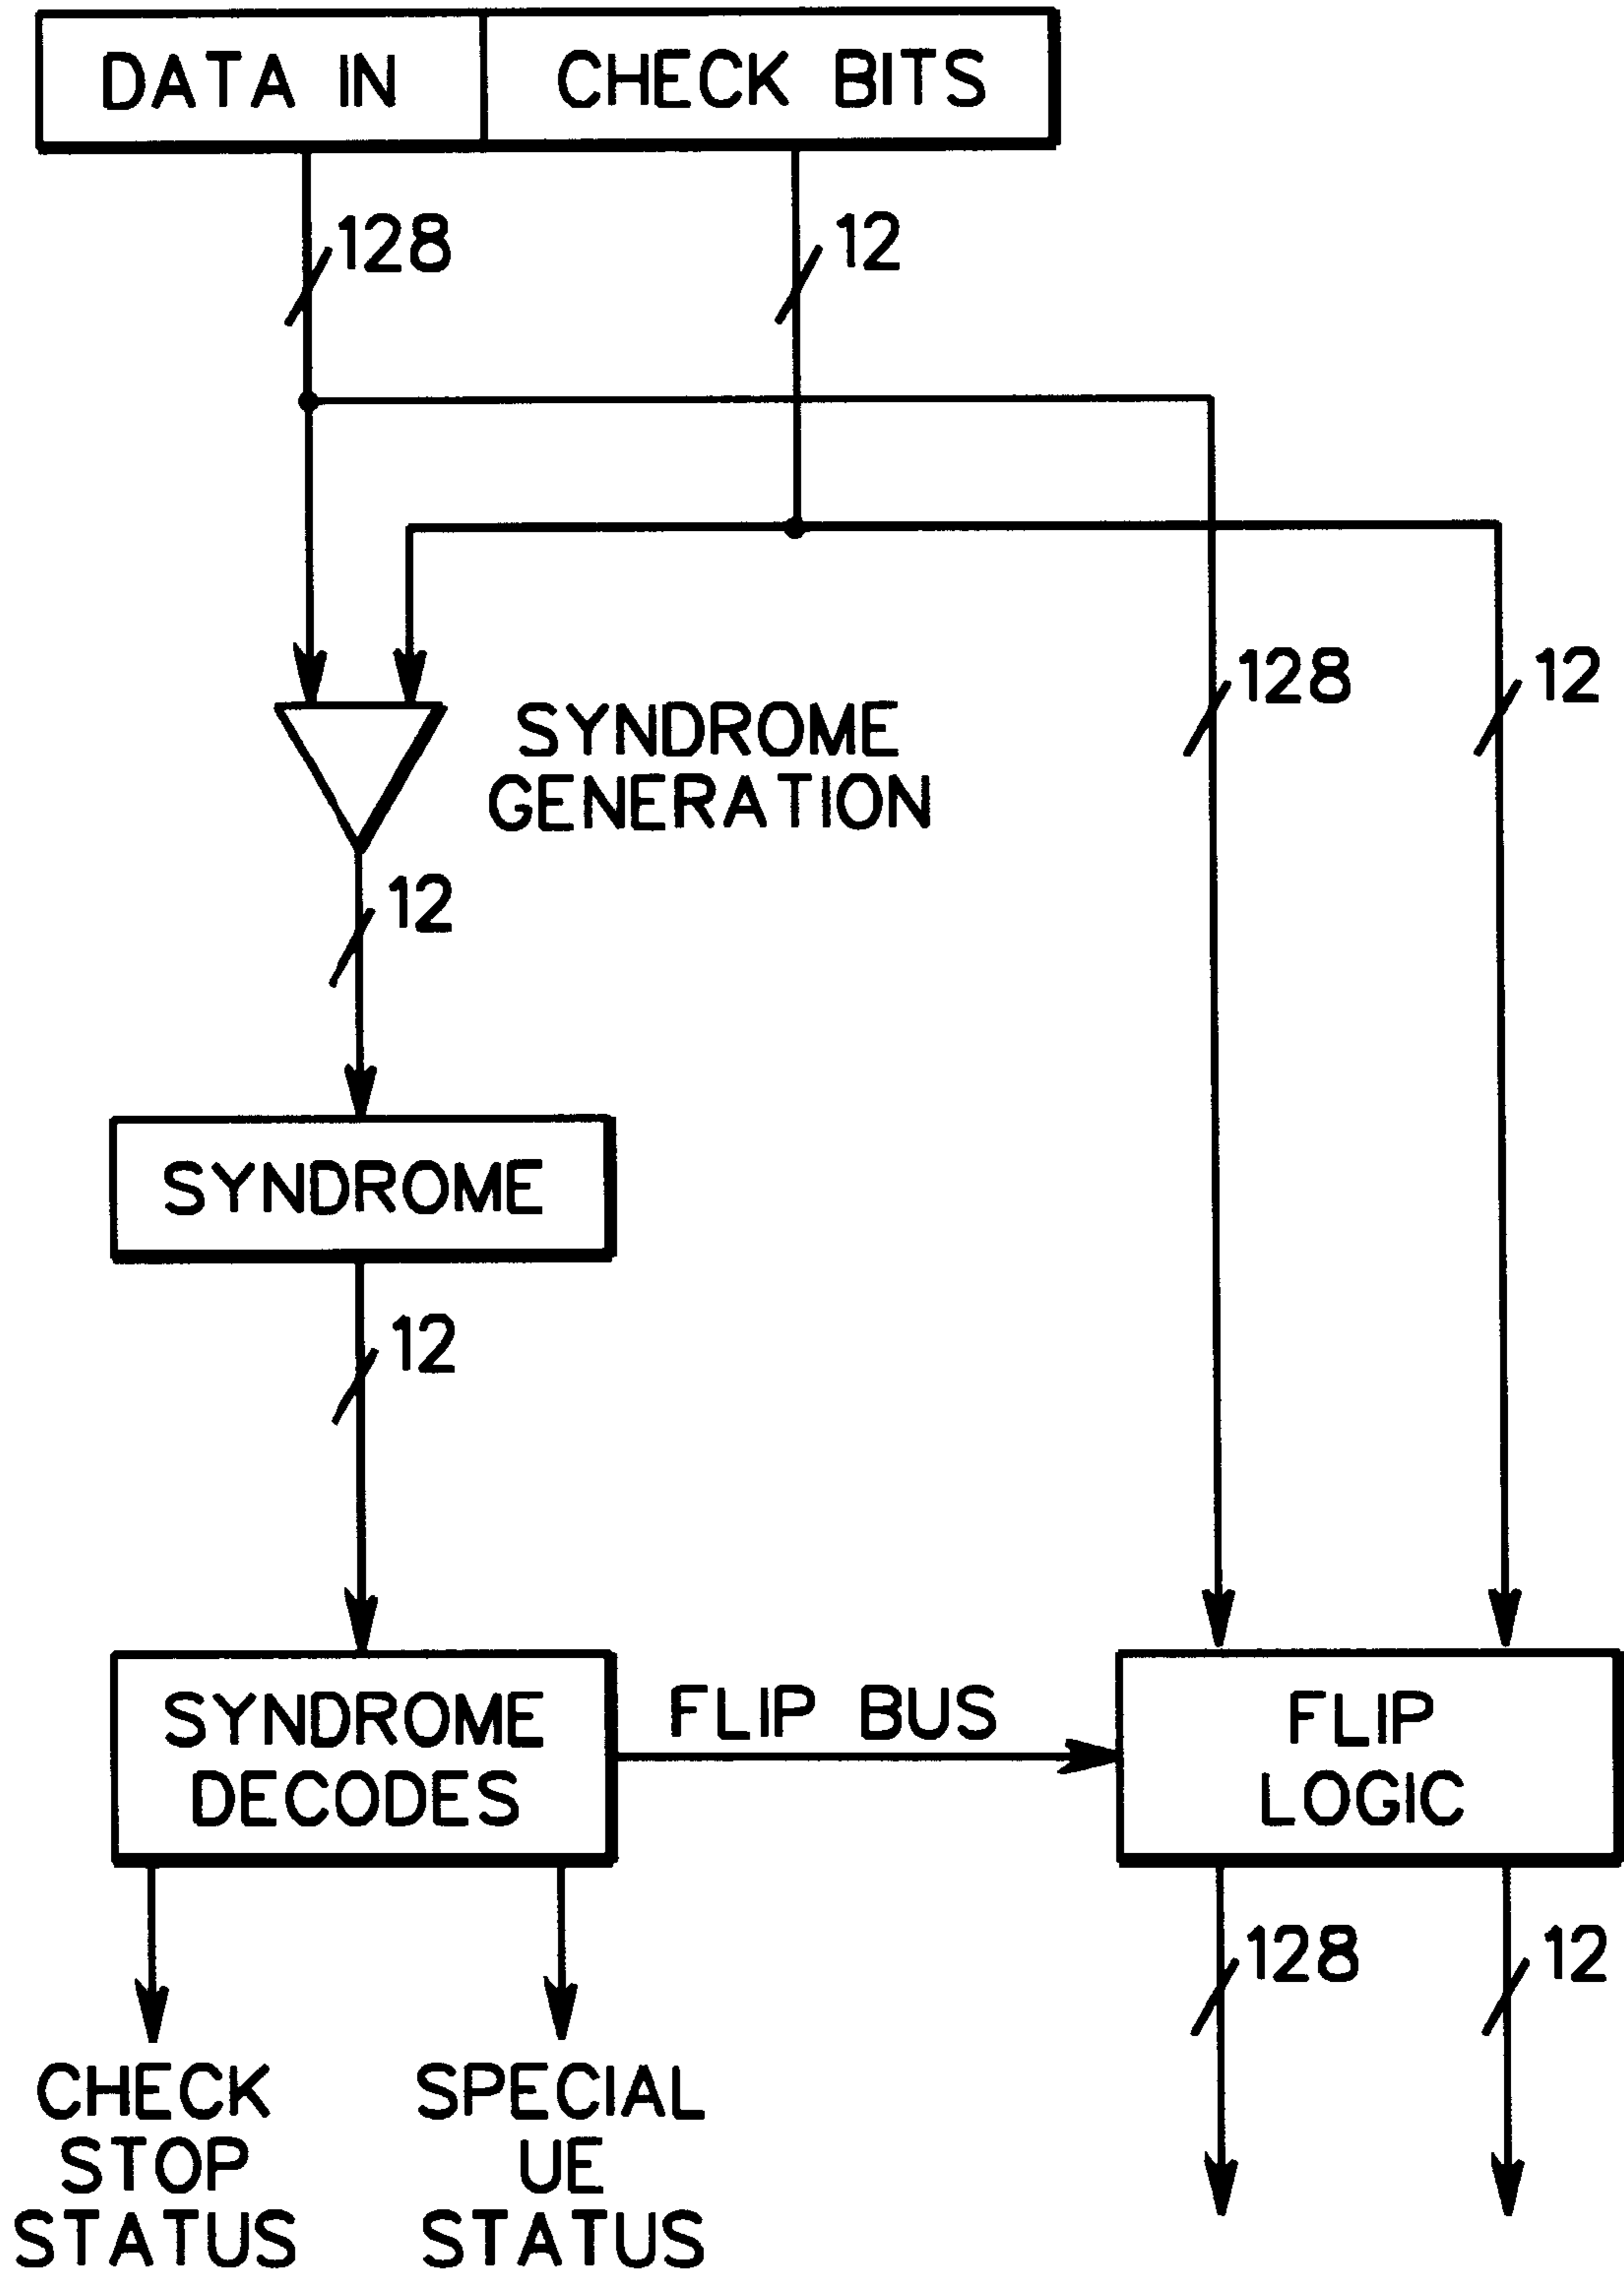 DATA IN
CHECK BITS
128
12
128
12
SYNDROME
GENERATION
12
SYNDROME
12
SYNDROME
DECODES
FLIP BUS
FLIP
LOGIC
128
12
CHECK
STOP
STATUS
SPECIAL
UE
STATUS